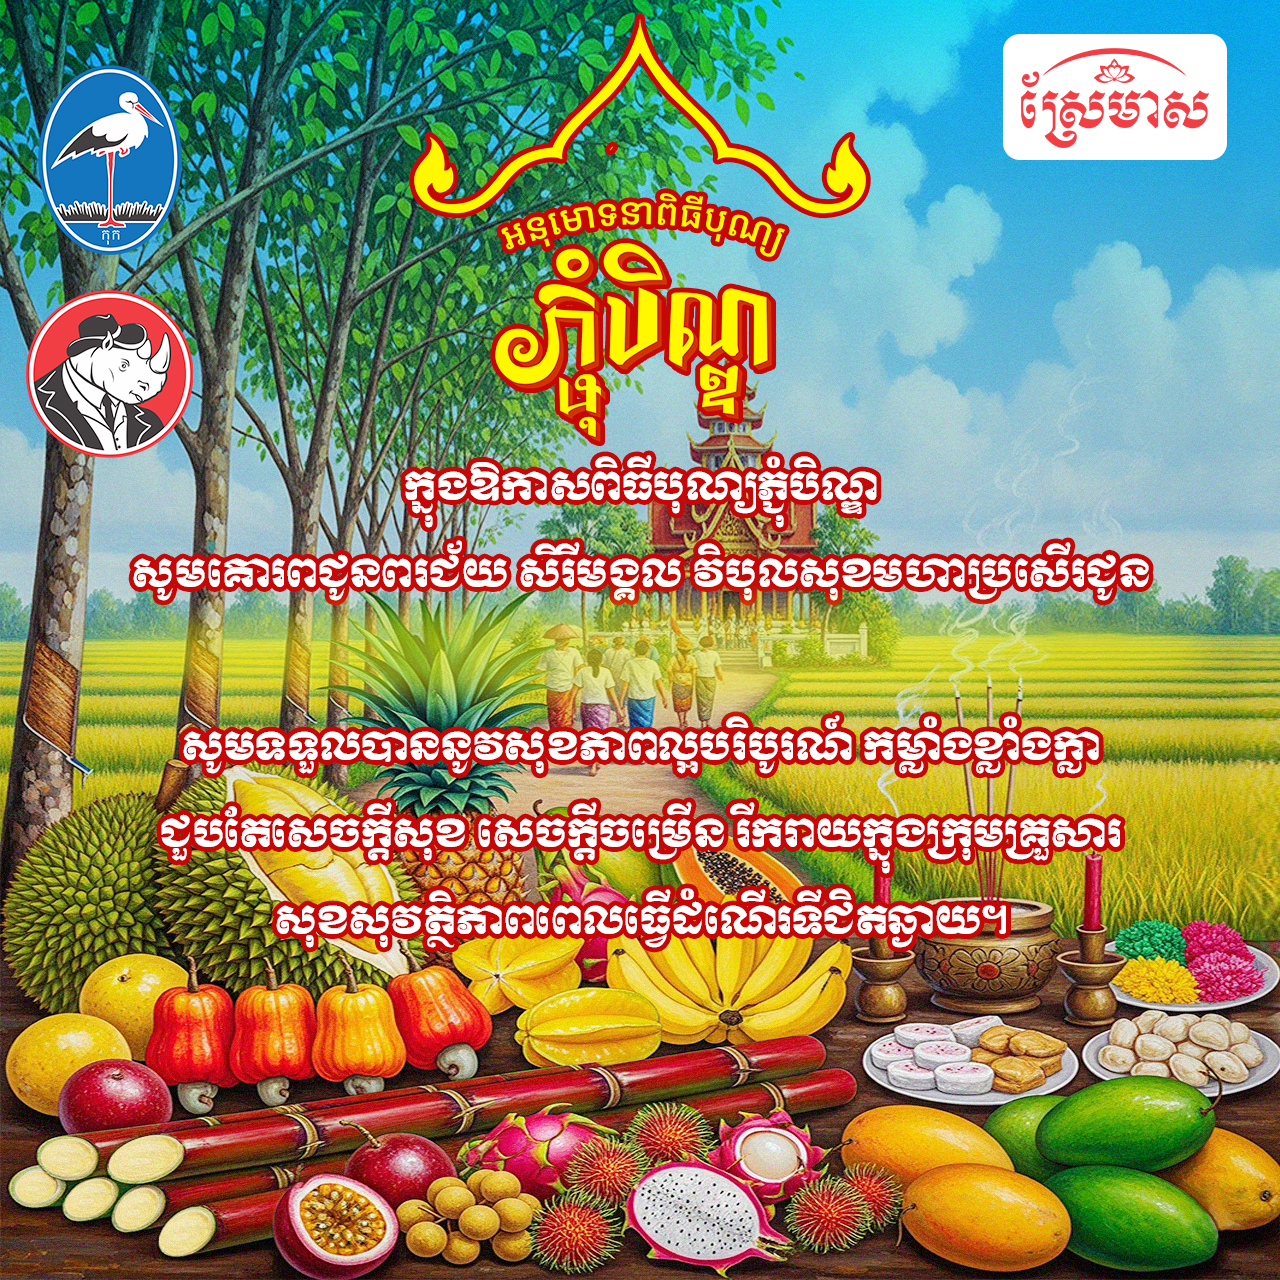 កុក
ស្រែមាស
អនុមោទនាពិធីបុណ្យ
ភ្ជុំបិណ្ឌ
ក្នុងឱកាសពិធីបុណ្យភ្ជុំបិណ្ឌ
សូមគោរពជូនពរជ័យ សិរីមង្គល វិបុលសុខមហាប្រសើរជូន
សូមទទួលបាននូវសុខភាពល្អបរិបូរណ៍ កម្លាំងខ្លាំងក្លា
ជួបតែសេចក្ដីសុខ សេចក្ដីចម្រើន រីករាយក្នុងក្រុមគ្រួសារ
សុខសុវត្ថិភាពពេលធ្វើដំណើរទីជិតឆ្ងាយ។